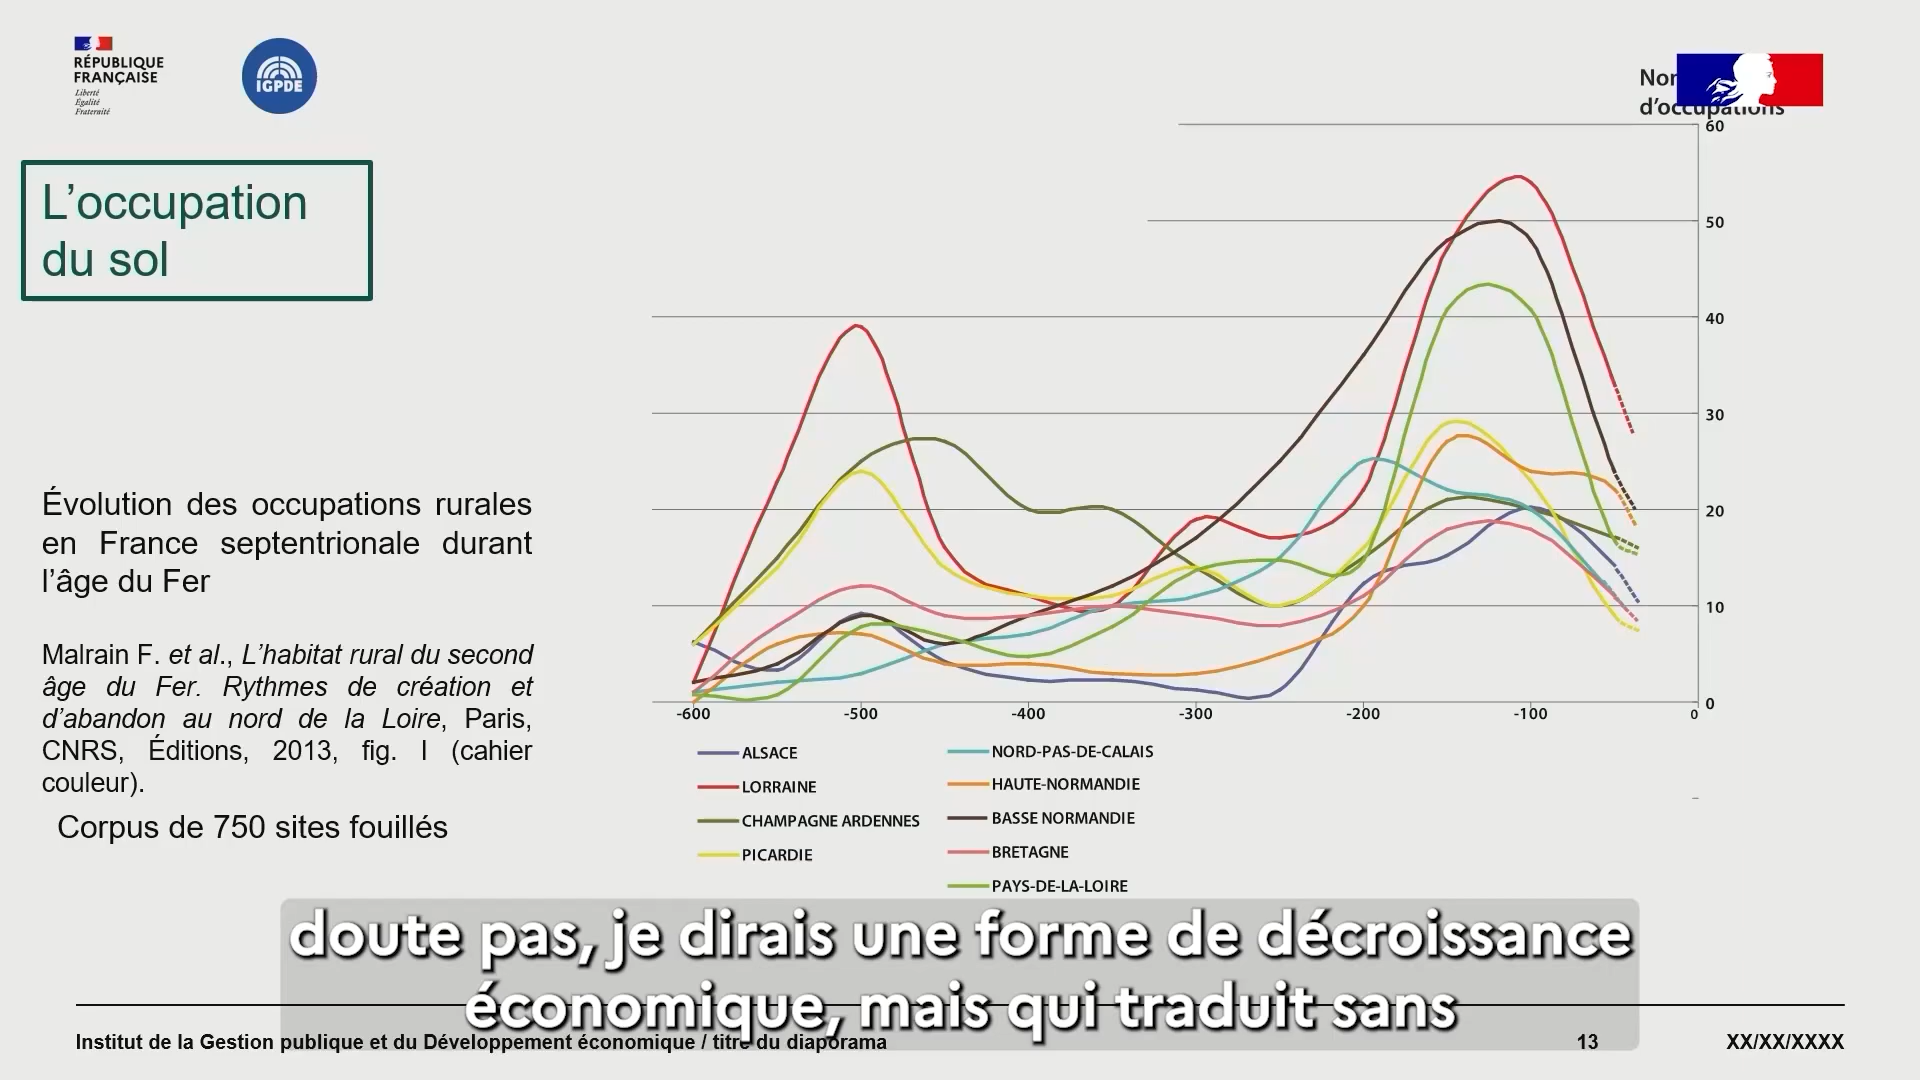 RÉPUBLIQUE
FRANÇAISE
Liberté
Égalité
Fraternité
IGPDE
d'occupations
L'occupation
du sol
Évolution des occupations rurales
en France septentrionale durant
l'âge du Fer
Malrain F. et al., L'habitat rural du second
âge du Fer. Rythmes de création et
d'abandon au nord de la Loire, Paris,
CNRS, Éditions, 2013, fig. I (cahier
couleur).
Corpus de 750 sites fouillés
60
50
40
30
20
10
0
-600 -500 -400 -300 -200 -100 0
ALSACE
LORRAINE
CHAMPAGNE ARDENNES
PICARDIE
NORD-PAS-DE-CALAIS
HAUTE-NORMANDIE
BASSE NORMANDIE
BRETAGNE
PAYS-DE-LA-LOIRE
doute pas, je dirais une forme de décroissance
économique, mais qui traduit sans
Institut de la Gestion publique et du Développement économique / titre du diaporama
13
XX/XX/XXXX